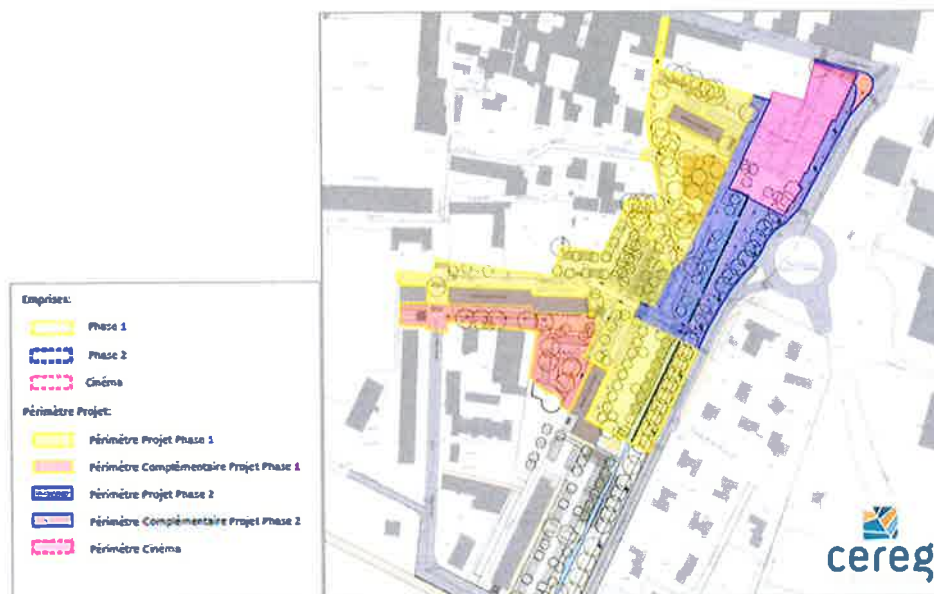 Emprises:
Phase 1
Phase 2
Cinéma
Périmètre Projet:
Périmètre Projet Phase 1
Périmètre Complémentaire Projet Phase 1
Périmètre Projet Phase 2
Périmètre Complémentaire Projet Phase 2
Périmètre Cinéma
cereg